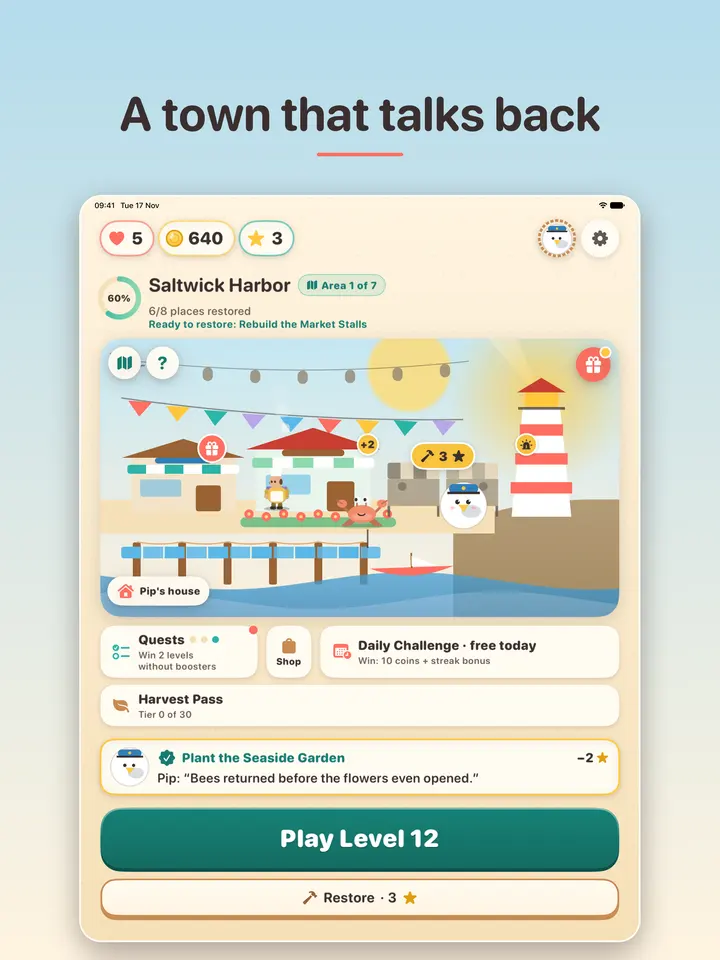 A town that talks back
09:41 Tue 17 Nov
5
640
3
60%
Saltwick Harbor
Area 1 of 7
6/8 places restored
Ready to restore: Rebuild the Market Stalls
?
+2
3
Pip's house
Quests
Win 2 levels
without boosters
Shop
Daily Challenge · free today
Win: 10 coins + streak bonus
Harvest Pass
Tier 0 of 30
Plant the Seaside Garden
−2
Pip: “Bees returned before the flowers even opened.”
Play Level 12
Restore · 3